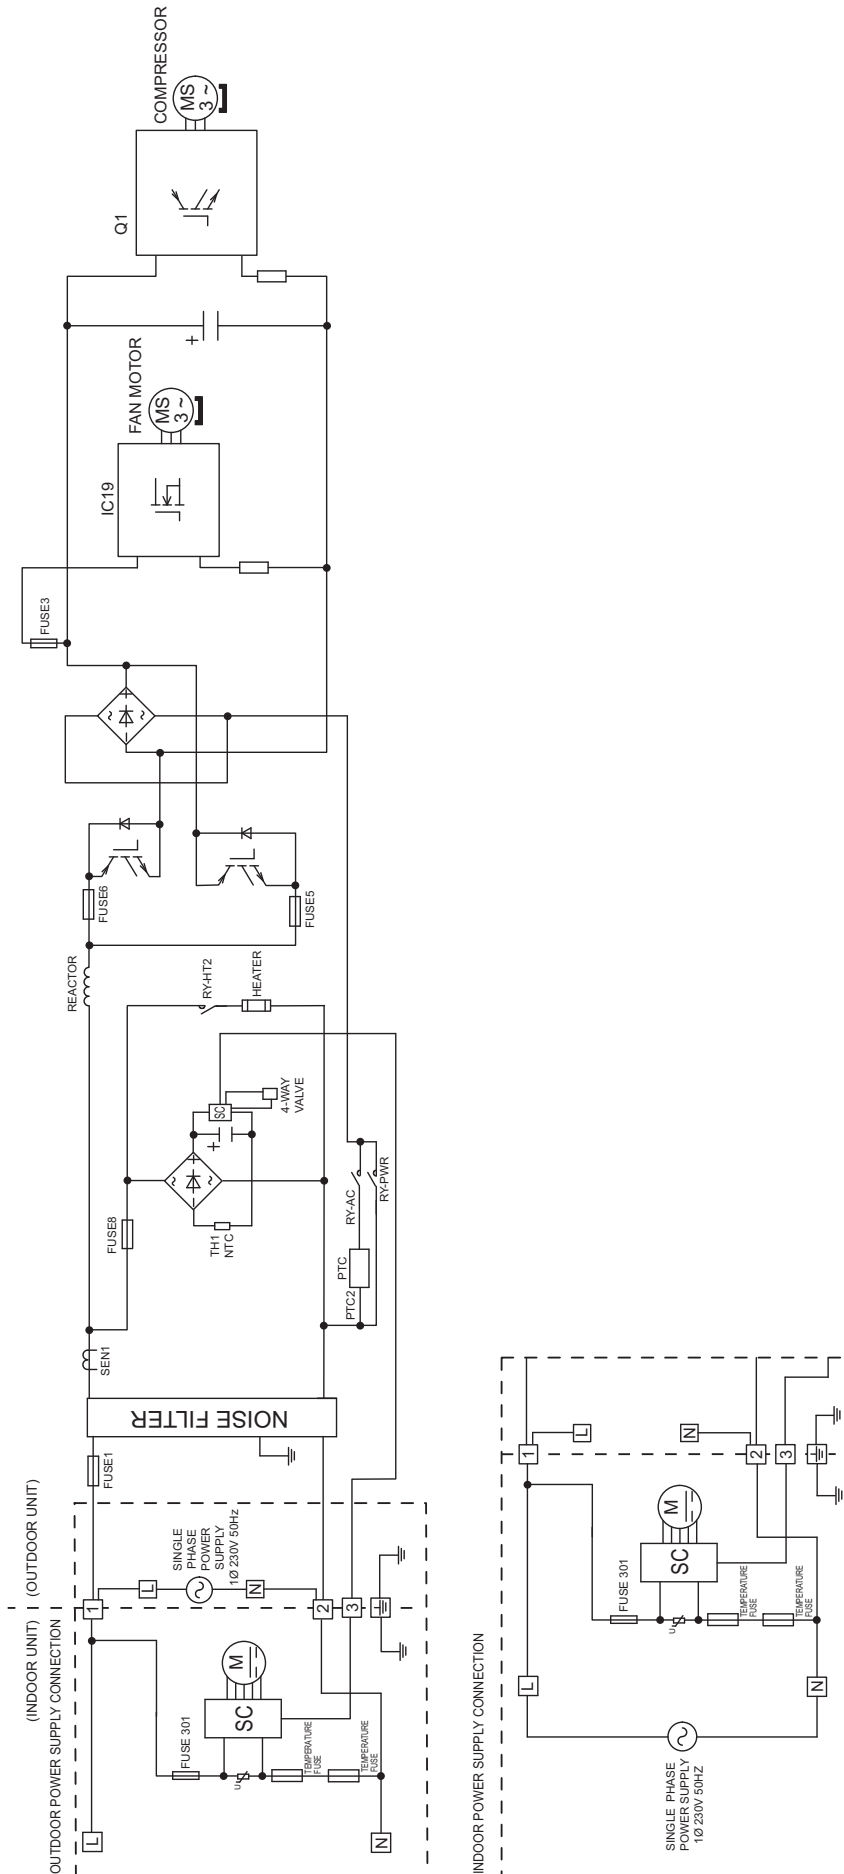 COMPRESSOR
MS
3 ~
Q1
+
FAN MOTOR
MS
3 ~
IC19
FUSE3
~
+
−
~
FUSE6
FUSE5
REACTOR
RY-HT2
HEATER
SC
4-WAY
VALVE
+
~
+
−
~
FUSE8
TH1
NTC
RY-AC
RY-PWR
PTC
PTC2
SEN1
NOISE FILTER
FUSE1
(OUTDOOR UNIT)
(INDOOR UNIT)
OUTDOOR POWER SUPPLY CONNECTION
1
L
SINGLE
PHASE
POWER
SUPPLY
1Ø 230V 50Hz
N
2
3
M
SC
FUSE 301
U
TEMPERATURE
FUSE
TEMPERATURE
FUSE
L
N
INDOOR POWER SUPPLY CONNECTION
1
L
N
2
3
M
SC
FUSE 301
U
TEMPERATURE
FUSE
TEMPERATURE
FUSE
L
N
SINGLE PHASE
POWER SUPPLY
1Ø 230V 50HZ